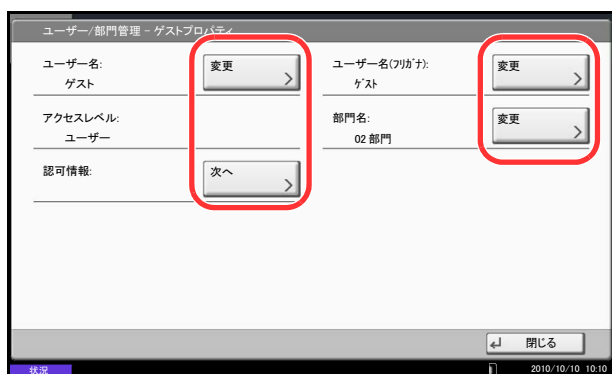 ユーザー/部門管理 - ゲストプロパティ
ユーザー名:
変更
ゲスト
ユーザー名(ﾌﾘｶﾞﾅ):
変更
ｹﾞｽﾄ
アクセスレベル:
ユーザー
部門名:
変更
02 部門
認可情報:
次へ
閉じる
状況
2010/10/10 10:10